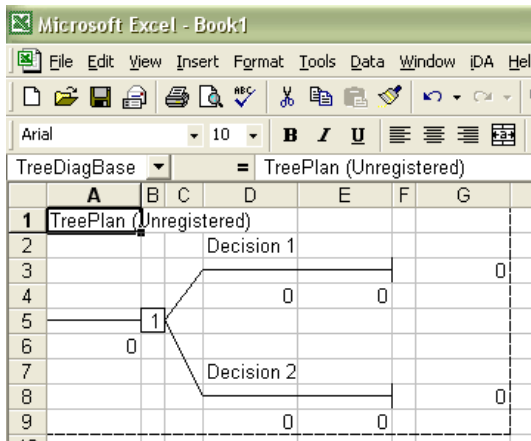 Microsoft Excel - Book1
File Edit View Insert Format Tools Data Window iDA Hel
ABC
Arial 10 B I U a
TreeDiagBase = TreePlan (Unregistered)
A B C D E F G
1 TreePlan (Unregistered)
2 Decision 1
3 0
4 0 0
5 1
6 0
7 Decision 2
8 0
9 0 0